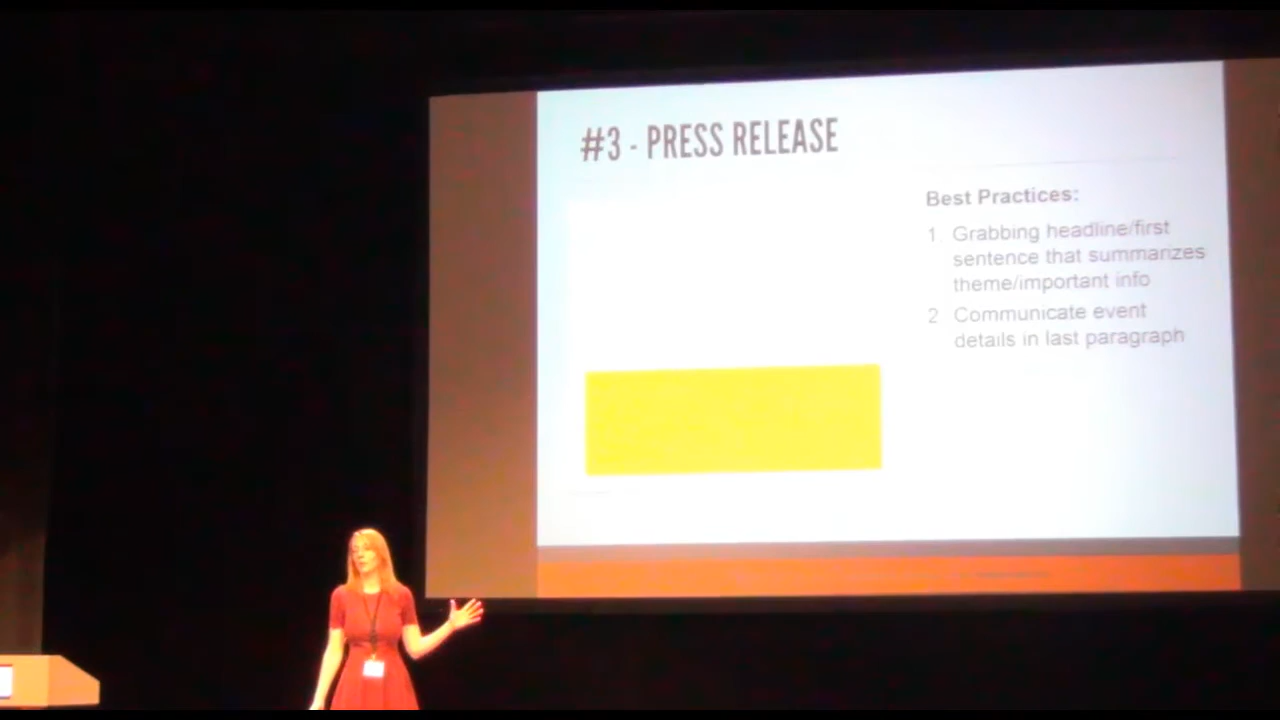 #3 - PRESS RELEASE
Best Practices:
1. Grabbing headline/first
sentence that summarizes
theme/important info
2 Communicate event
details in last paragraph